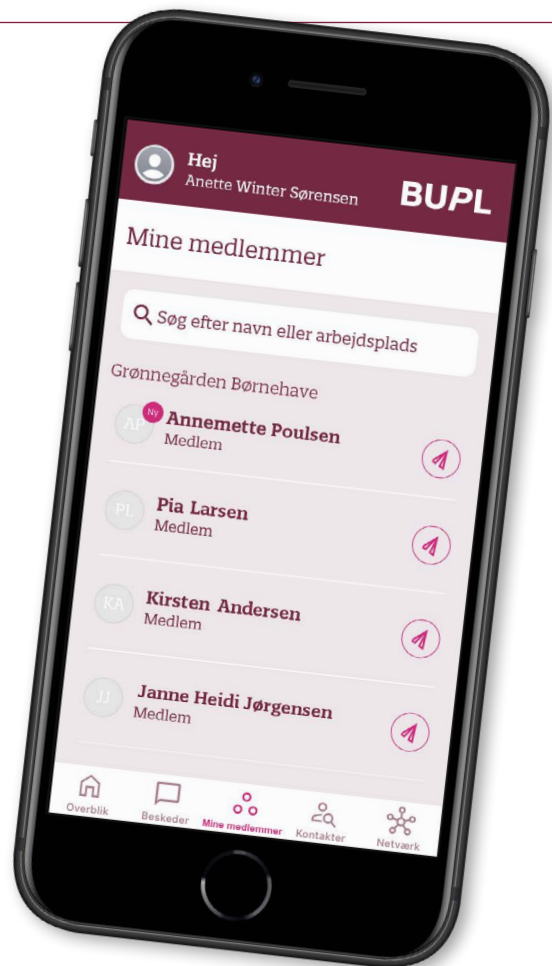 Hej
Anette Winter Sørensen
BUPL
Mine medlemmer
Søg efter navn eller arbejdsplads
Grønnegården Børnehave
AP
Ny
Annemette Poulsen
Medlem
PL
Pia Larsen
Medlem
KA
Kirsten Andersen
Medlem
JJ
Janne Heidi Jørgensen
Medlem
Overblik
Beskeder
Mine medlemmer
Kontakter
Netværk